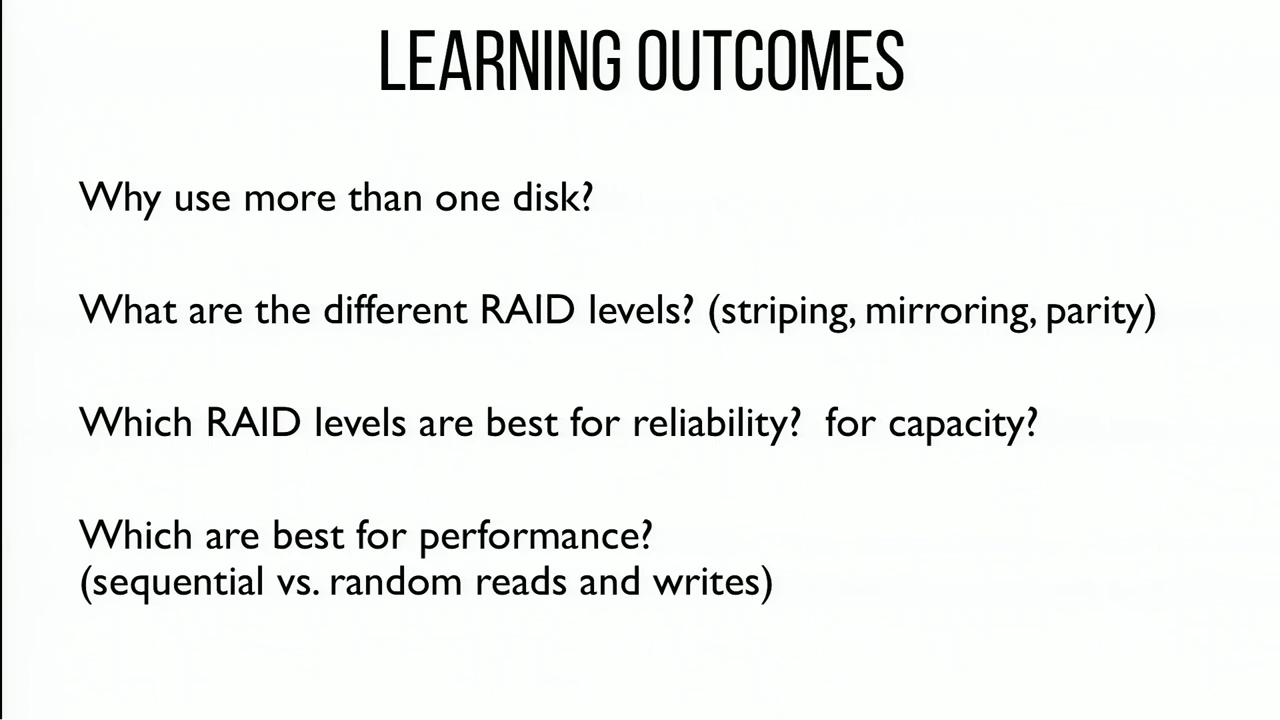 LEARNING OUTCOMES
Why use more than one disk?
What are the different RAID levels? (striping, mirroring, parity)
Which RAID levels are best for reliability?  for capacity?
Which are best for performance?
(sequential vs. random reads and writes)